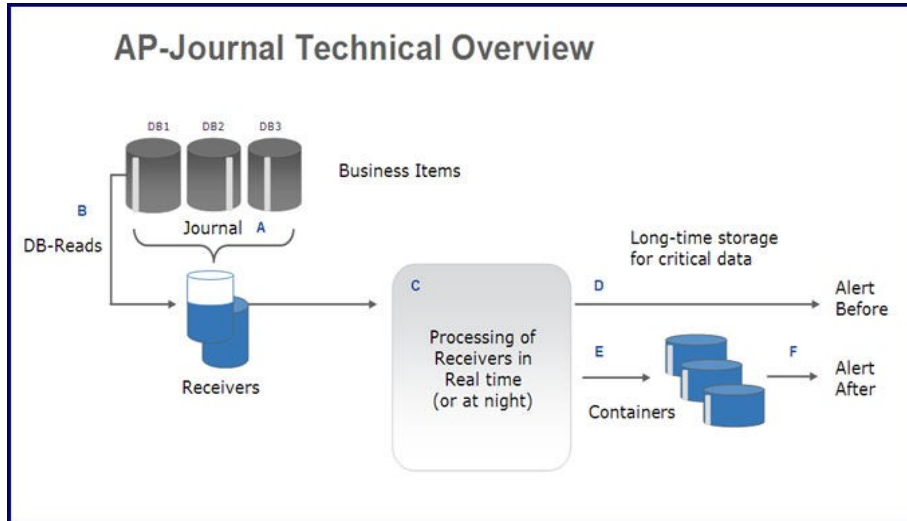 AP-Journal Technical Overview
DB1 DB2 DB3
Business Items
B
DB-Reads
Journal A
Receivers
C
Processing of
Receivers in
Real time
(or at night)
Long-time storage
for critical data
D
Alert
Before
E
Containers
F
Alert
After